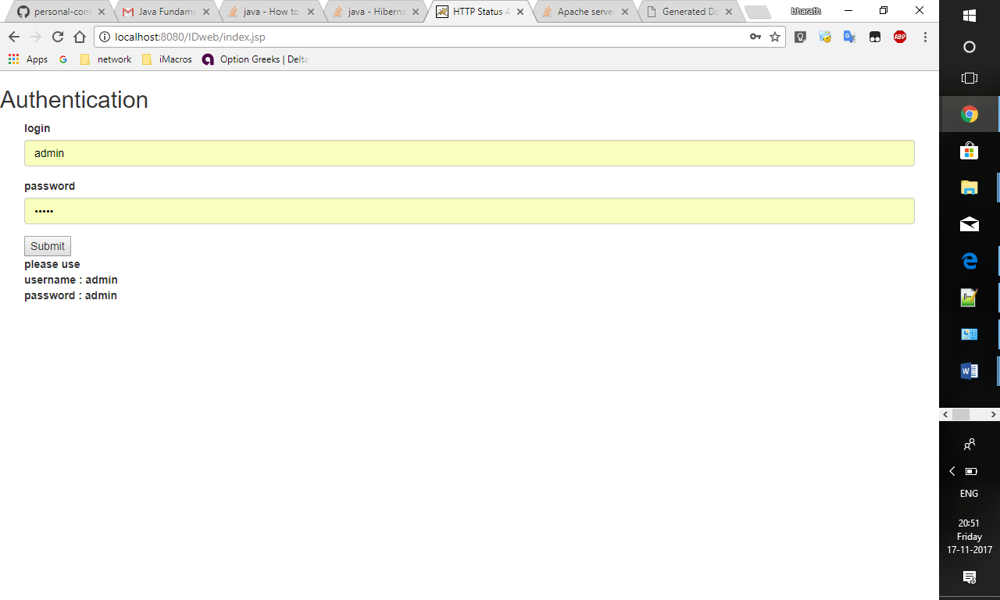 personal-cont
Java Fundame
java - How to
java - Hiberna
HTTP Status 4
Apache server
Generated Do
bharath
localhost:8080/IDweb/index.jsp
ABP
Apps
network
iMacros
Option Greeks | Delta
Authentication
login
admin
password
•••••
Submit
please use
username : admin
password : admin
ENG
20:51
Friday
17-11-2017